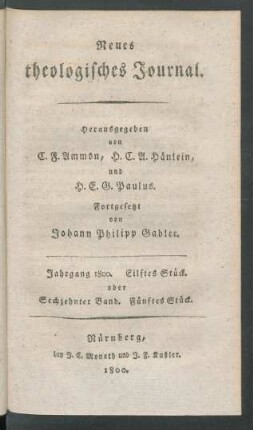 Neues
theologisches Journal.
Herausgegeben
von
C. F. Ammon, H. C. A. Hänlein,
und
H. E. G. Paulus.
Fortgesetzt
von
Johann Philipp Gabler.
Jahrgang 1800. Eilftes Stück.
oder
Sechzehnter Band. Fünftes Stück.
Nürnberg,
bey J. C. Monath und J. F. Kußler.
1800.